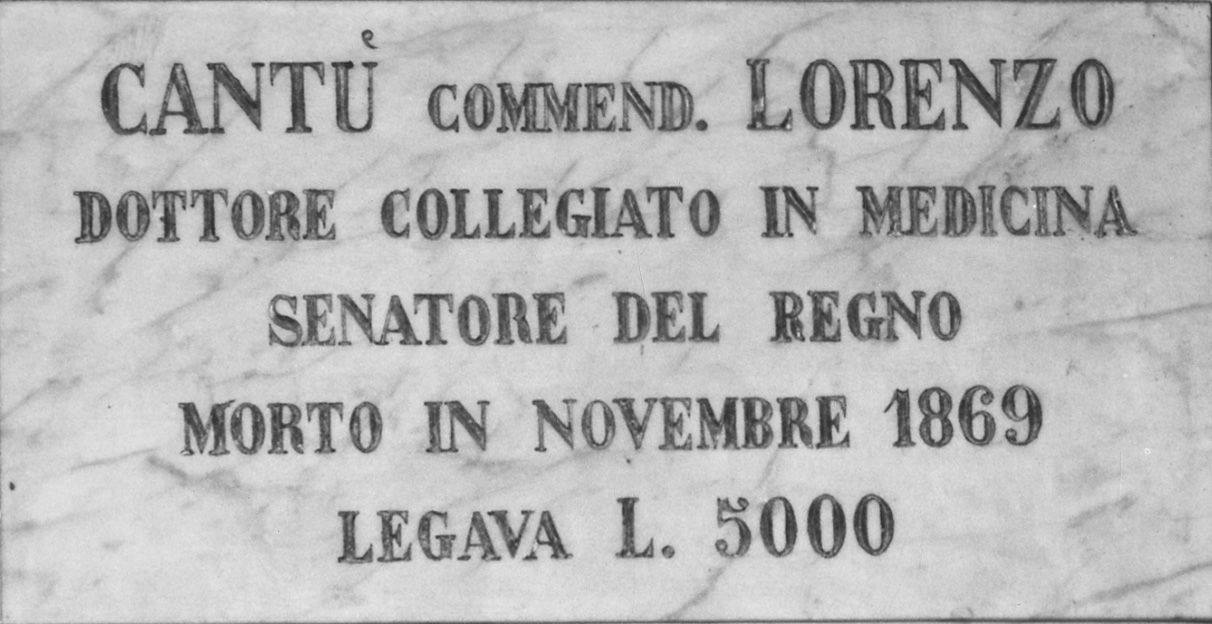 CANTÙ COMMEND. LORENZO
DOTTORE COLLEGIATO IN MEDICINA
SENATORE DEL REGNO
MORTO IN NOVEMBRE 1869
LEGAVA L. 5000